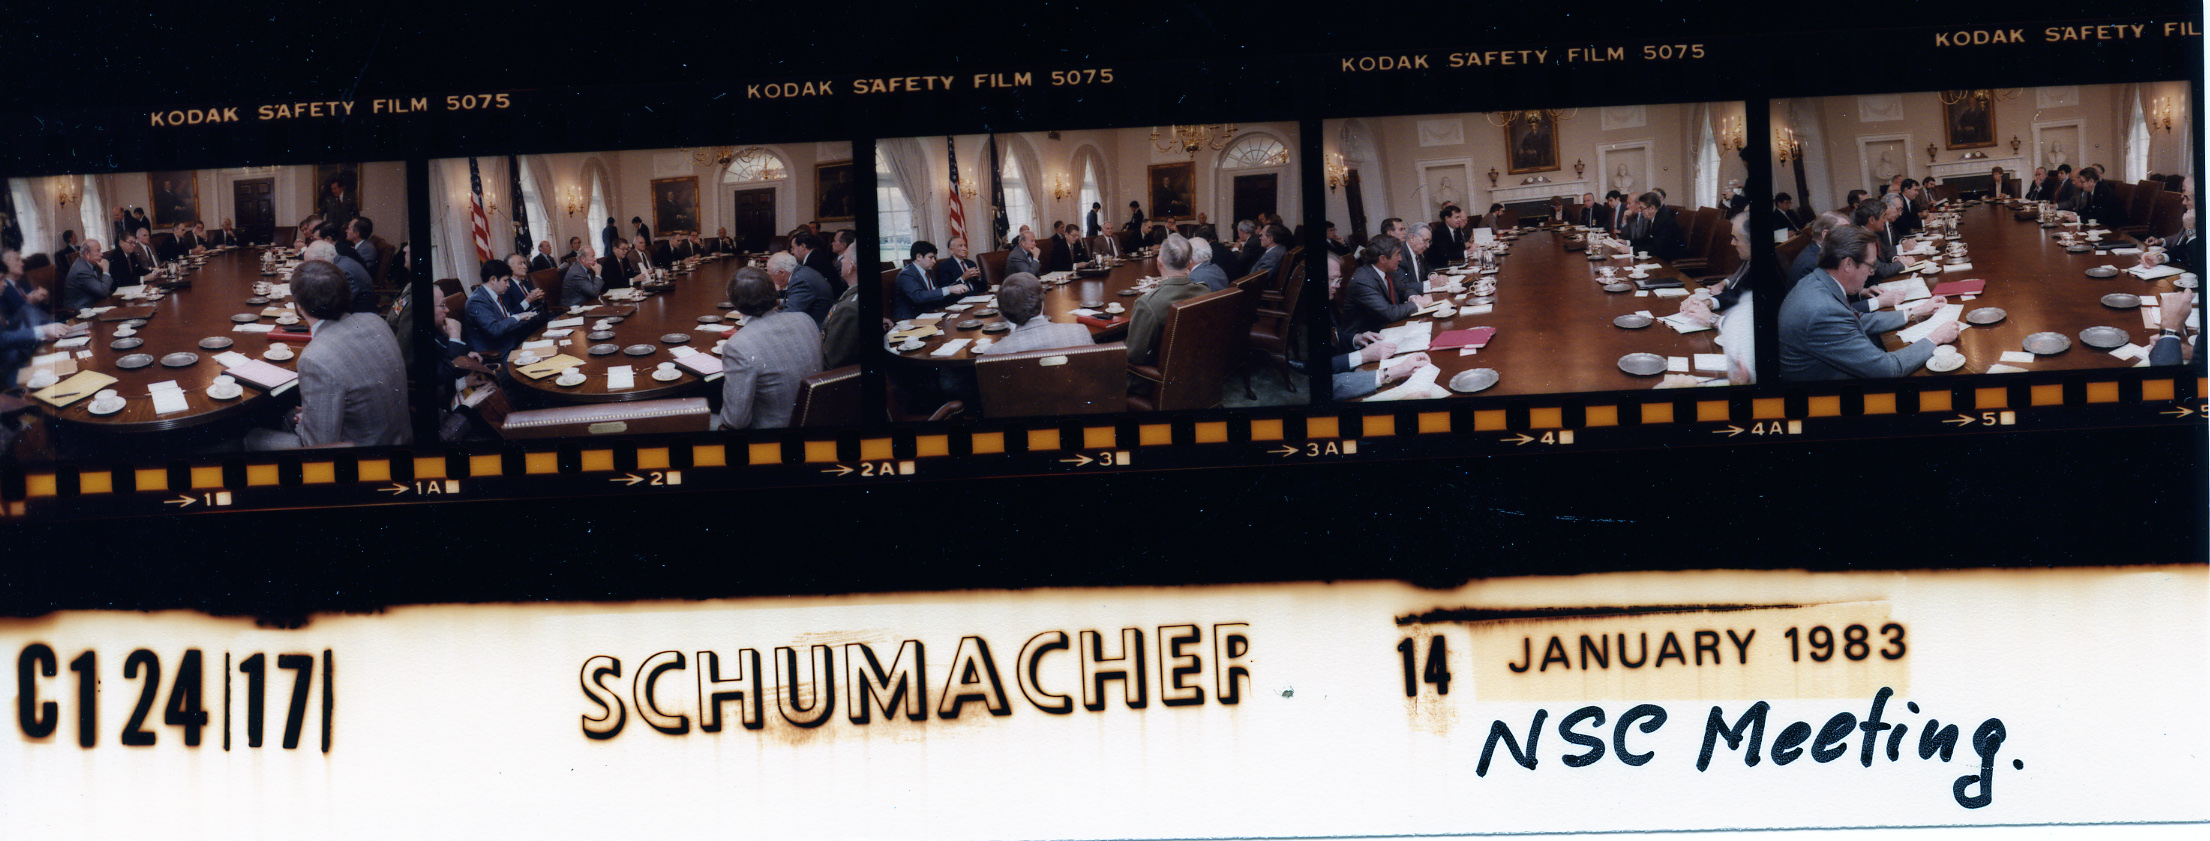 KODAK SAFETY FILM 5075 KODAK SAFETY FILM 5075 KODAK SAFETY FILM 5075 KODAK SAFETY FIL
→1 →1A →2 →2A →3 →3A →4 →4A →5 →5
C124|17| SCHUMACHER 14 JANUARY 1983
NSC Meeting.